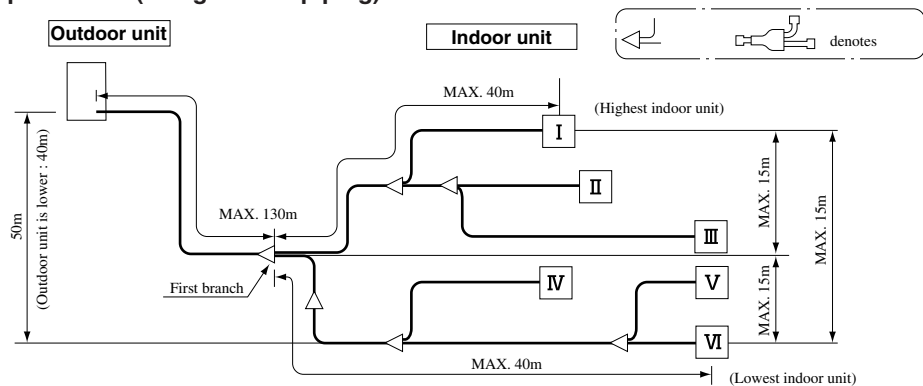 Outdoor unit
Indoor unit
denotes
MAX. 40m
(Highest indoor unit)
I
II
III
MAX. 130m
First branch
50m
(Outdoor unit is lower : 40m)
MAX. 15m
MAX. 15m
MAX. 15m
IV
V
VI
MAX. 40m
(Lowest indoor unit)